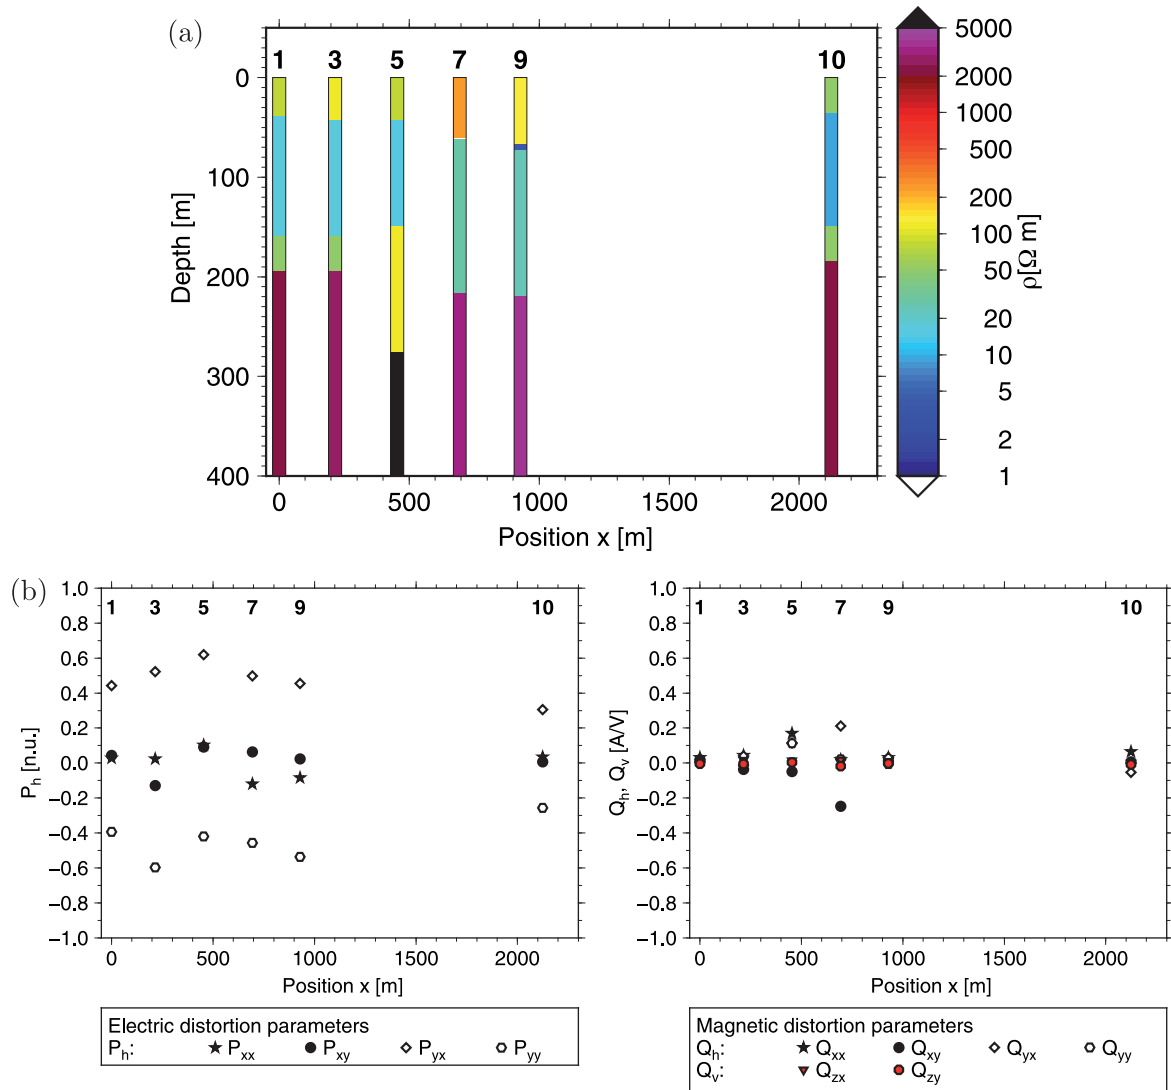 (a)
1 3 5 7 9 10
0
100
200
300
400
Depth [m]
0 500 1000 1500 2000
Position x [m]
5000
2000
1000
500
200
100
50
20
10
5
2
1
ρ[Ω m]
(b)
1.0
0.8
0.6
0.4
0.2
0.0
−0.2
−0.4
−0.6
−0.8
−1.0
P_h [n.u.]
1 3 5 7 9 10
0 500 1000 1500 2000
Position x [m]
Electric distortion parameters
P_h: P_xx P_xy P_yx P_yy
1.0
0.8
0.6
0.4
0.2
0.0
−0.2
−0.4
−0.6
−0.8
−1.0
Q_h, Q_v [A/V]
1 3 5 7 9 10
0 500 1000 1500 2000
Position x [m]
Magnetic distortion parameters
Q_h: Q_xx Q_xy Q_yx Q_yy
Q_v: Q_zx Q_zy